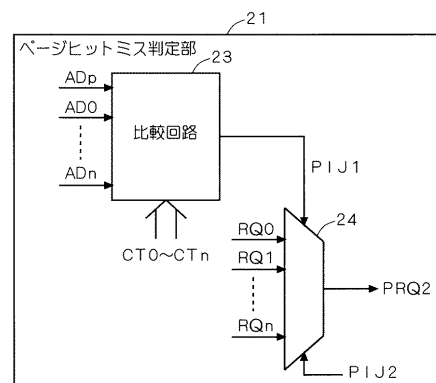 21
ページヒットミス判定部
23
ADp
AD0
ADn
比較回路
CT0～CTn
PIJ1
24
RQ0
RQ1
RQn
PRQ2
PIJ2